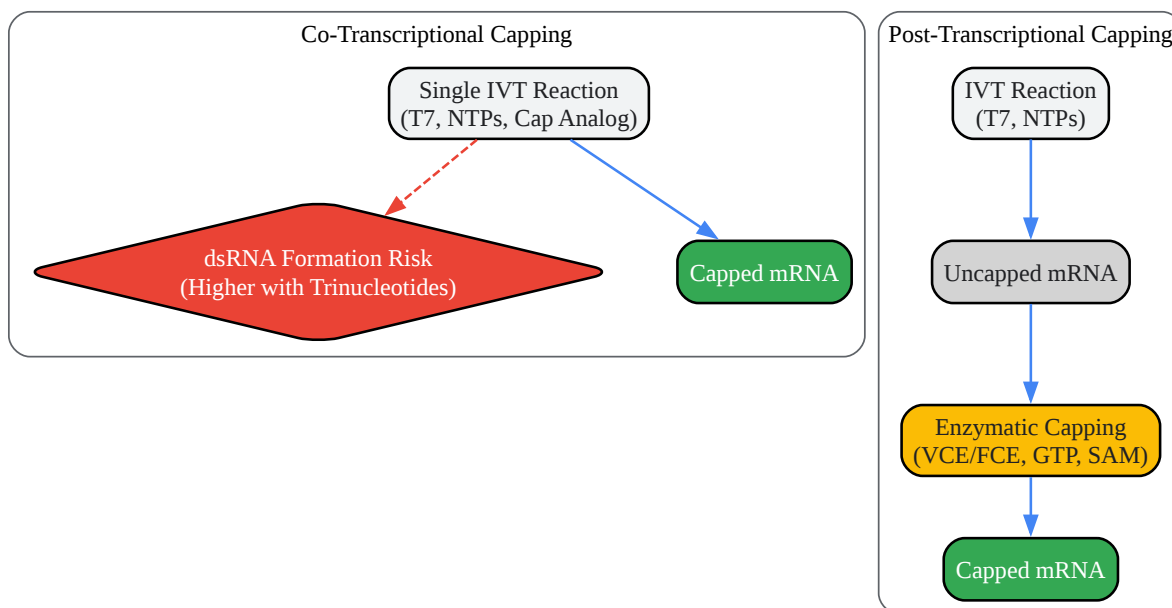 Co-Transcriptional Capping
Single IVT Reaction
(T7, NTPs, Cap Analog)
dsRNA Formation Risk
(Higher with Trinucleotides)
Capped mRNA
Post-Transcriptional Capping
IVT Reaction
(T7, NTPs)
Uncapped mRNA
Enzymatic Capping
(VCE/FCE, GTP, SAM)
Capped mRNA